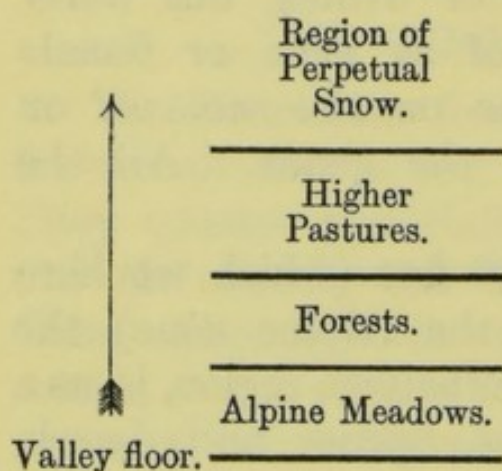 Region of
Perpetual
Snow.
Higher
Pastures.
Forests.
Alpine Meadows.
Valley floor.